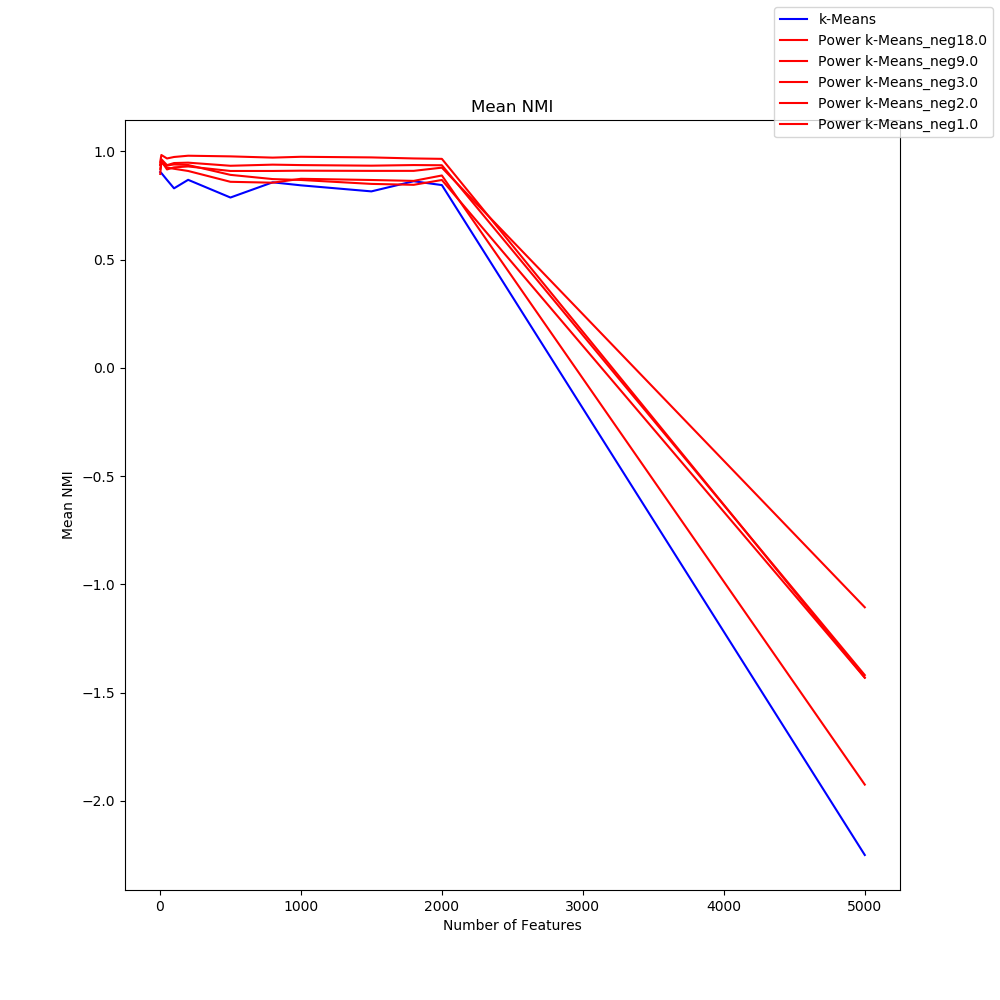 k-Means
Power k-Means_neg18.0
Power k-Means_neg9.0
Power k-Means_neg3.0
Power k-Means_neg2.0
Power k-Means_neg1.0
Mean NMI
1.0
0.5
0.0
−0.5
−1.0
−1.5
−2.0
Mean NMI
0 1000 2000 3000 4000 5000
Number of Features